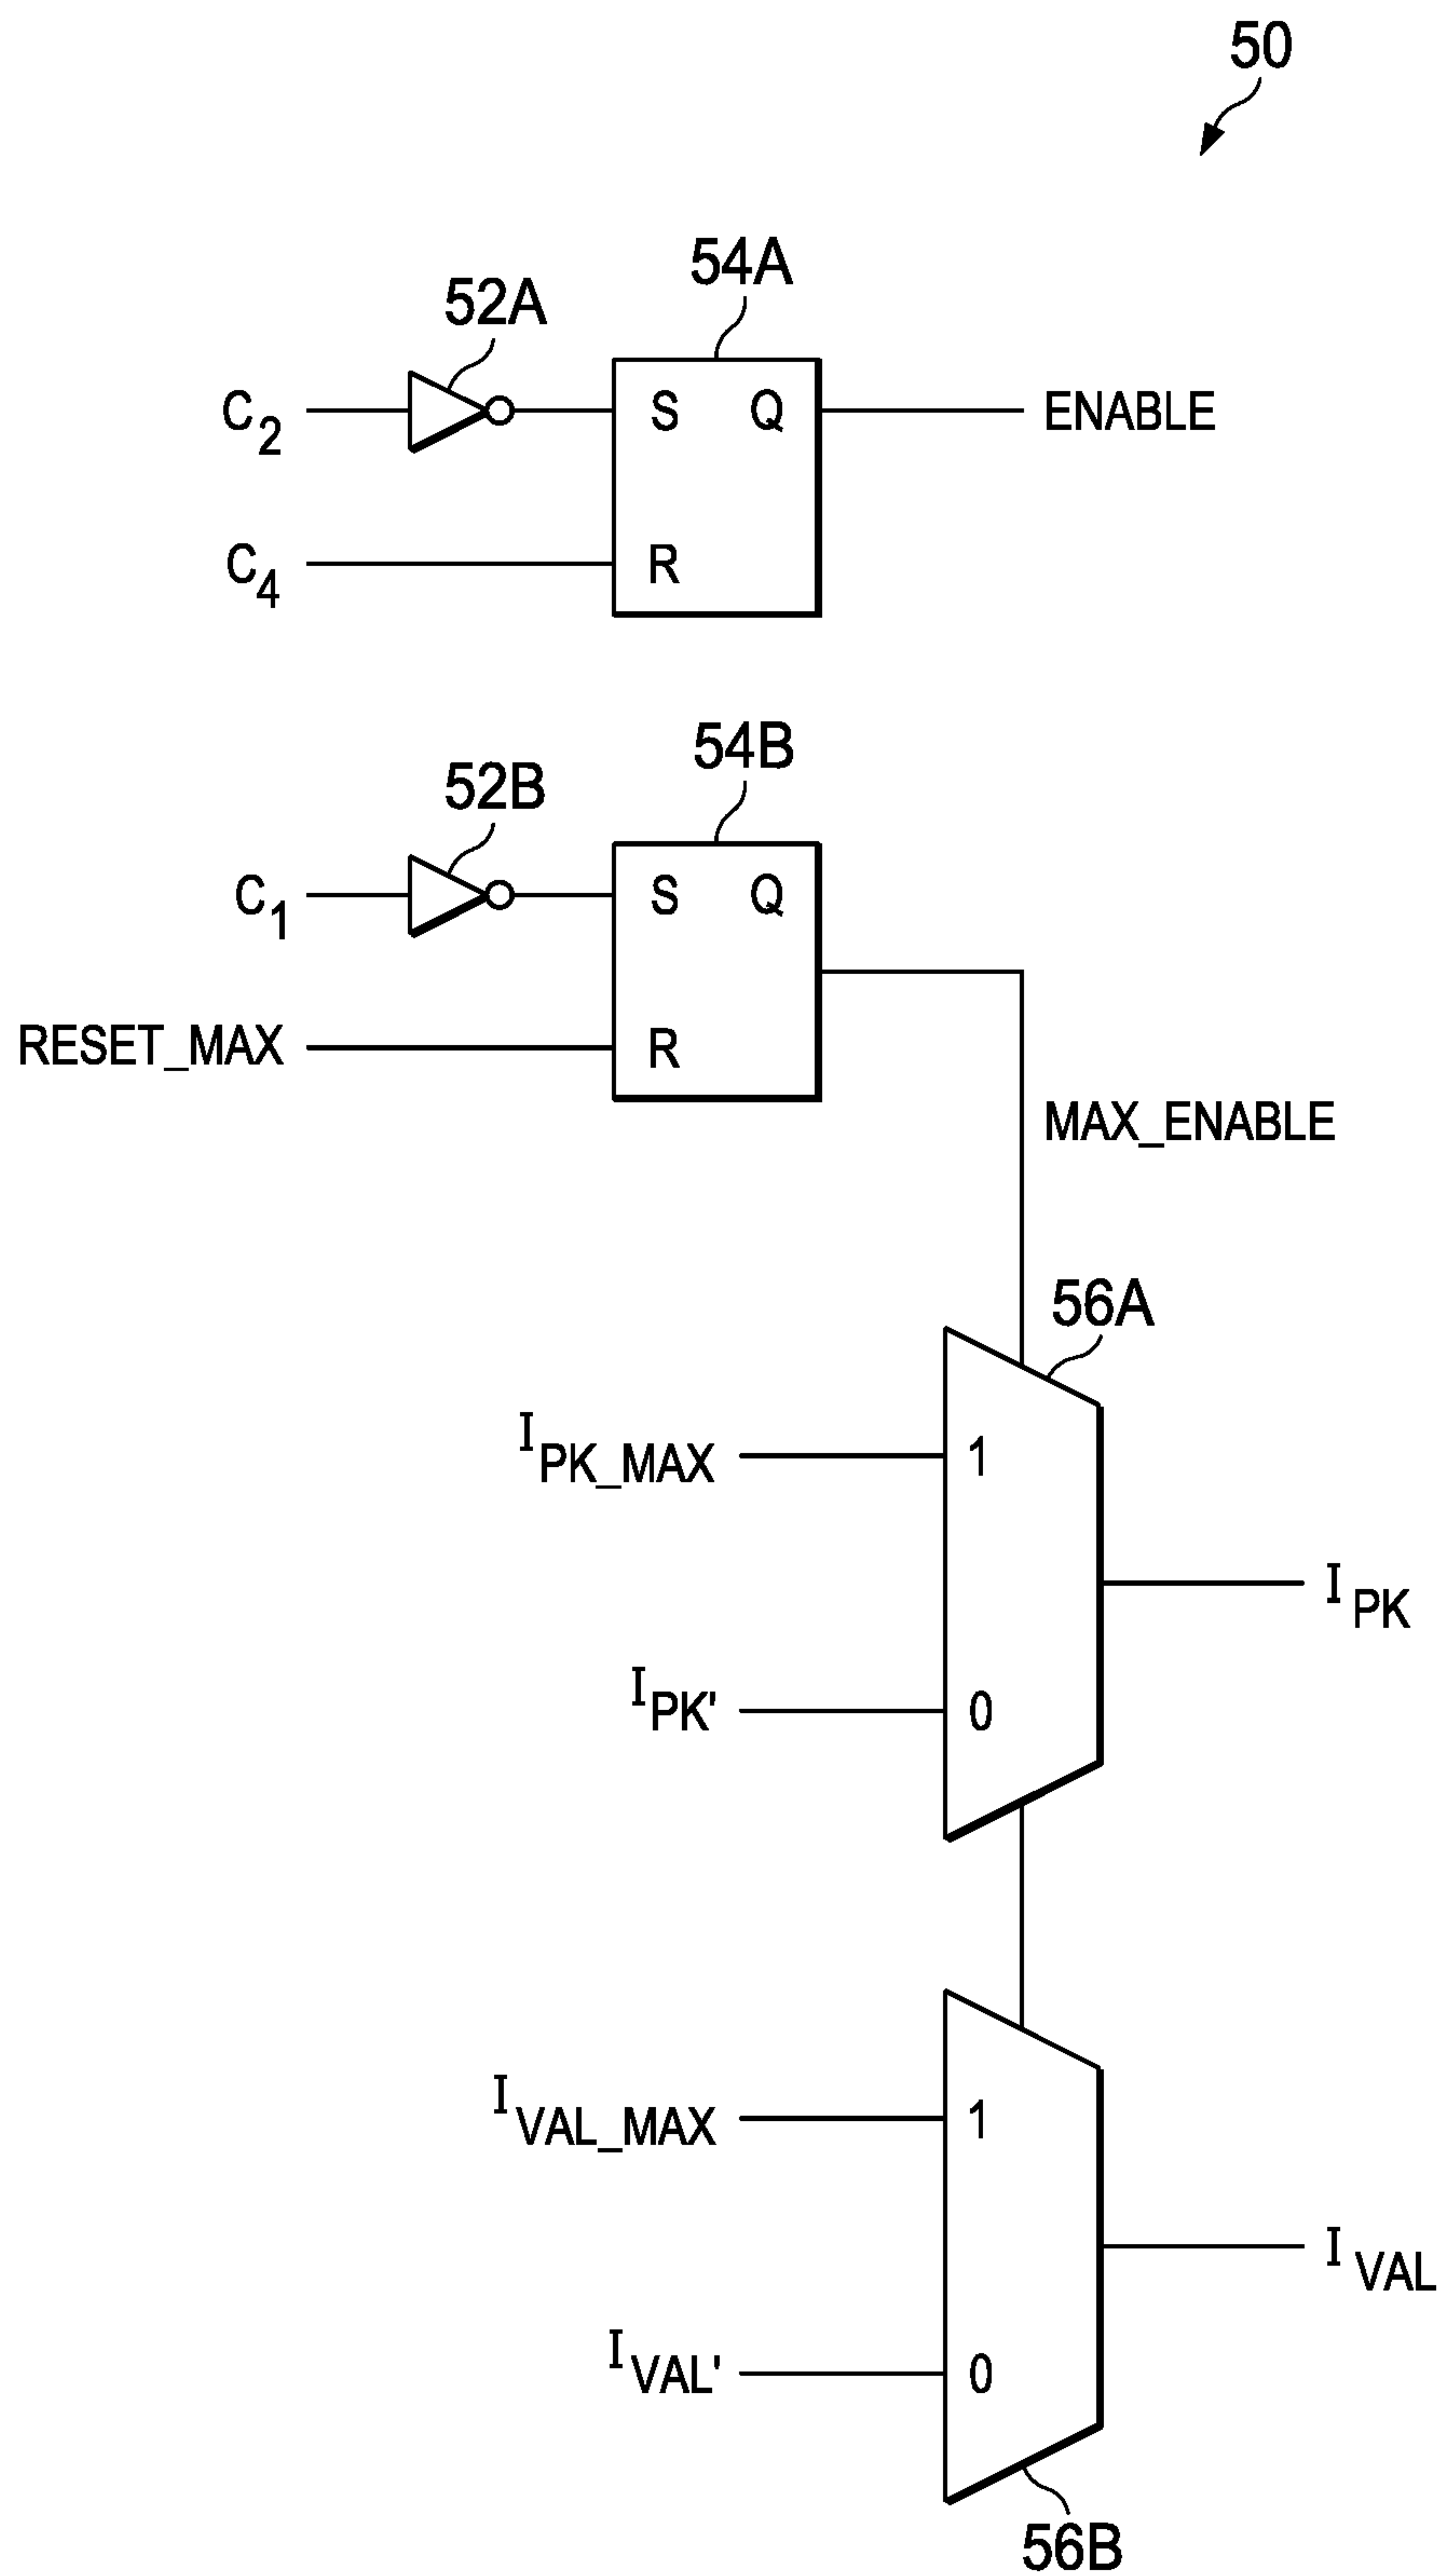 50
54A
52A
C2
S
Q
ENABLE
C4
R
54B
52B
C1
S
Q
RESET_MAX
R
MAX_ENABLE
56A
IPK_MAX
1
IPK
IPK'
0
IVAL_MAX
1
IVAL
IVAL'
0
56B